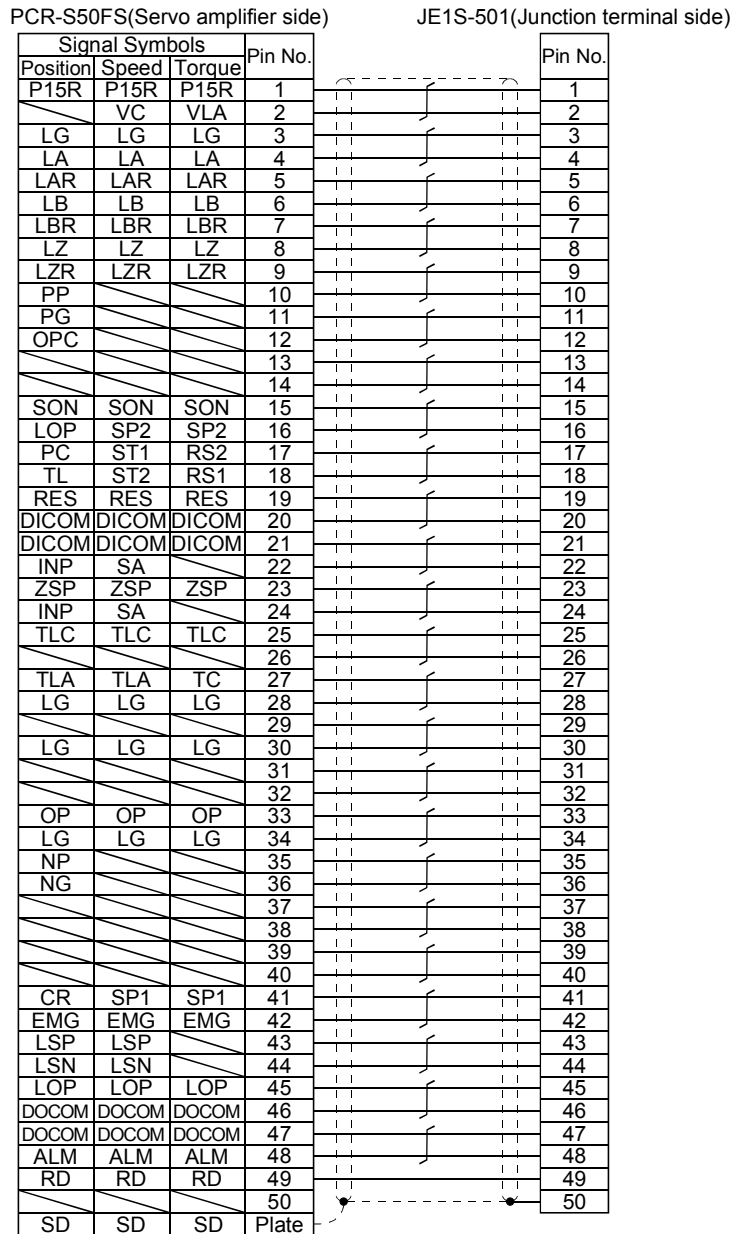 PCR-S50FS(Servo amplifier side) JE1S-501(Junction terminal side)
Signal Symbols Pin No. Pin No.
Position Speed Torque
P15R P15R P15R 1 1
VC VLA 2 2
LG LG LG 3 3
LA LA LA 4 4
LAR LAR LAR 5 5
LB LB LB 6 6
LBR LBR LBR 7 7
LZ LZ LZ 8 8
LZR LZR LZR 9 9
PP 10 10
PG 11 11
OPC 12 12
13 13
14 14
SON SON SON 15 15
LOP SP2 SP2 16 16
PC ST1 RS2 17 17
TL ST2 RS1 18 18
RES RES RES 19 19
DICOM DICOM DICOM 20 20
DICOM DICOM DICOM 21 21
INP SA 22 22
ZSP ZSP ZSP 23 23
INP SA 24 24
TLC TLC TLC 25 25
26 26
TLA TLA TC 27 27
LG LG LG 28 28
29 29
LG LG LG 30 30
31 31
32 32
OP OP OP 33 33
LG LG LG 34 34
NP 35 35
NG 36 36
37 37
38 38
39 39
40 40
CR SP1 SP1 41 41
EMG EMG EMG 42 42
LSP LSP 43 43
LSN LSN 44 44
LOP LOP LOP 45 45
DOCOM DOCOM DOCOM 46 46
DOCOM DOCOM DOCOM 47 47
ALM ALM ALM 48 48
RD RD RD 49 49
50 50
SD SD SD Plate